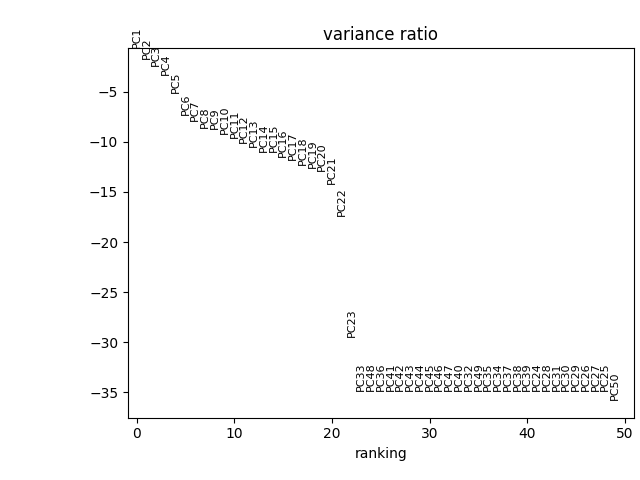 variance ratio
PC1
PC2
PC3
PC4
PC5
PC6
PC7
PC8
PC9
PC10
PC11
PC12
PC13
PC14
PC15
PC16
PC17
PC18
PC19
PC20
PC21
PC22
PC23
PC33
PC48
PC36
PC41
PC42
PC43
PC44
PC45
PC46
PC47
PC40
PC32
PC49
PC35
PC34
PC37
PC38
PC39
PC24
PC28
PC31
PC30
PC29
PC26
PC27
PC25
PC50
−5
−10
−15
−20
−25
−30
−35
0 10 20 30 40 50
ranking